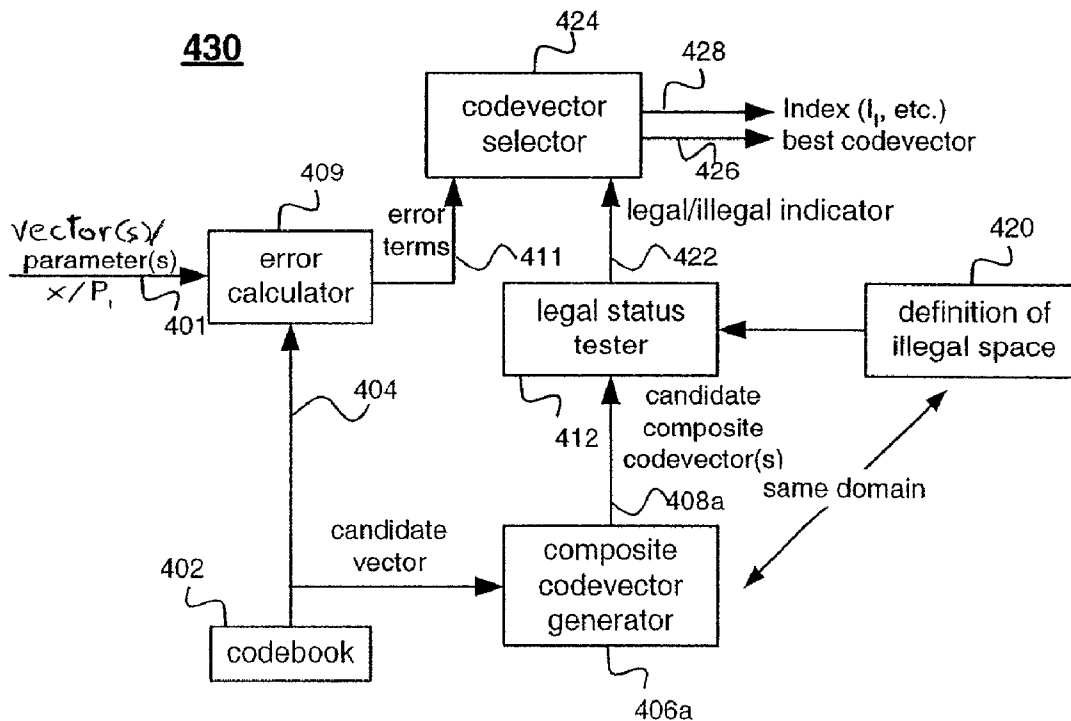 430
424
428
codevector
selector
Index (I₁, etc.)
best codevector
426
409
error
terms
legal/illegal indicator
420
vector(s)/
parameter(s)
x/P₁
401
error
calculator
411
422
legal status
tester
definition of
illegal space
404
412
candidate
composite
codevector(s)
408a
same domain
candidate
vector
composite
codevector
generator
402
codebook
406a